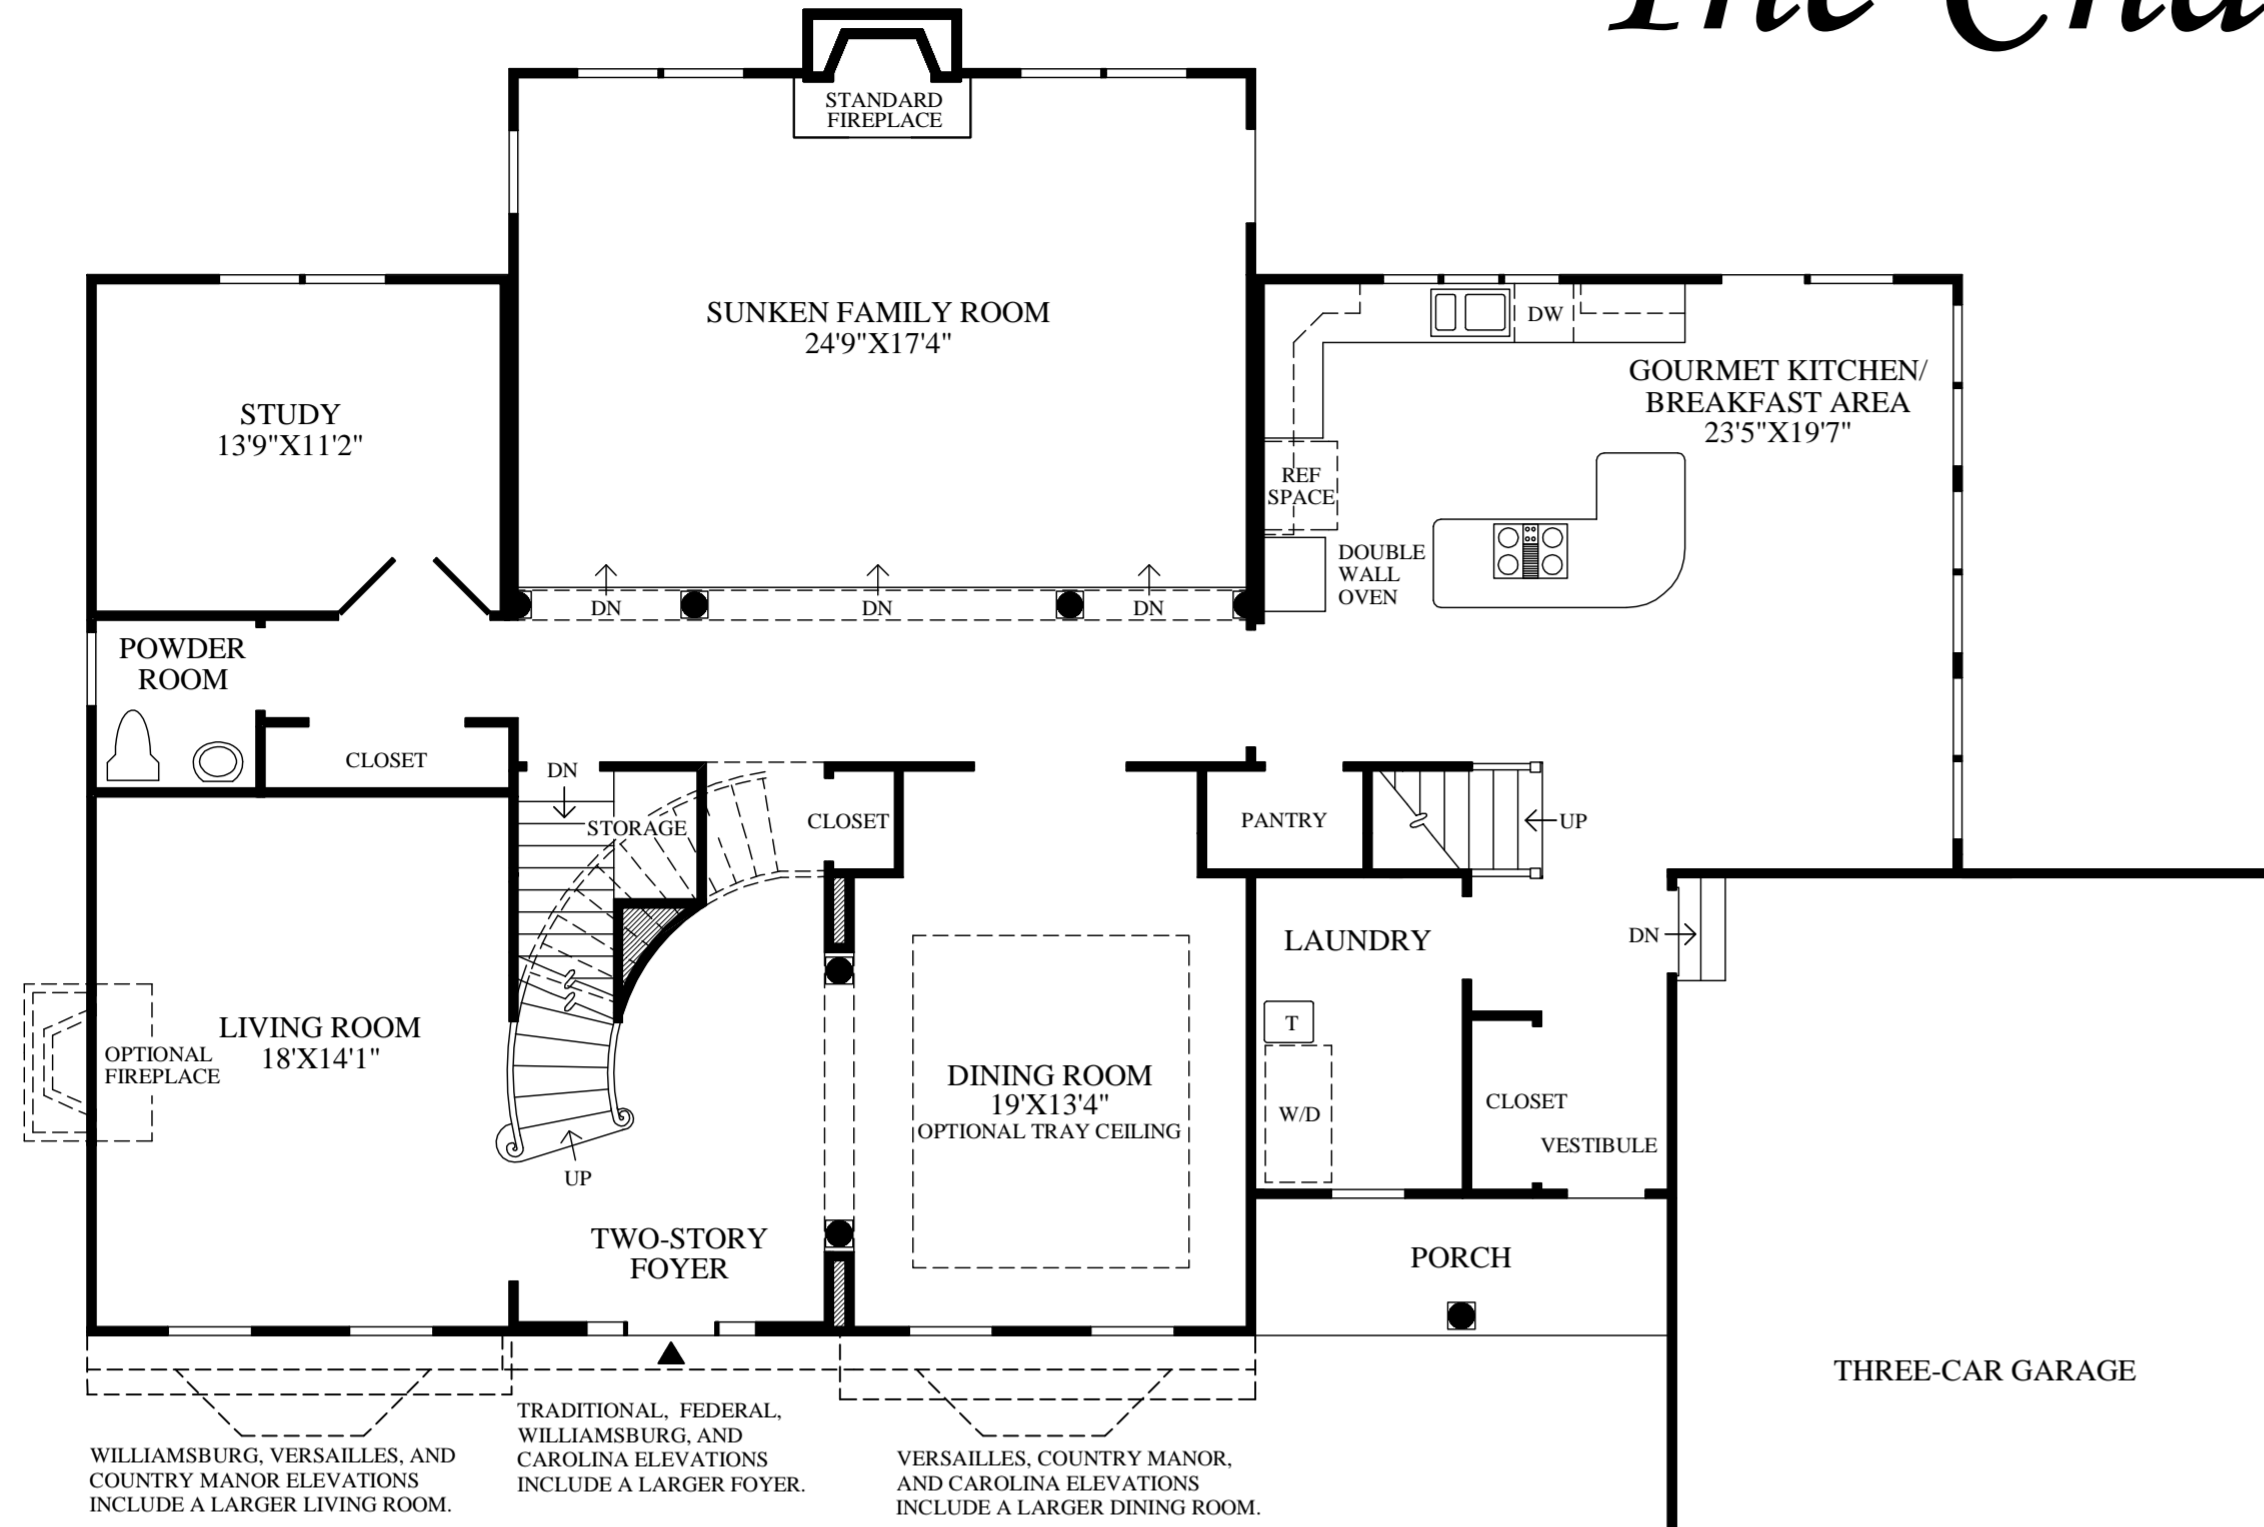 The
STANDARD
FIREPLACE
SUNKEN FAMILY ROOM
24'9"X17'4"
STUDY
13'9"X11'2"
DW
GOURMET KITCHEN/
BREAKFAST AREA
23'5"X19'7"
REF
SPACE
DOUBLE
WALL
OVEN
DN
DN
DN
POWDER
ROOM
CLOSET
DN
STORAGE
CLOSET
PANTRY
UP
LAUNDRY
DN
T
W/D
CLOSET
VESTIBULE
LIVING ROOM
18'X14'1"
OPTIONAL
FIREPLACE
DINING ROOM
19'X13'4"
OPTIONAL TRAY CEILING
UP
TWO-STORY
FOYER
PORCH
THREE-CAR GARAGE
WILLIAMSBURG, VERSAILLES, AND
COUNTRY MANOR ELEVATIONS
INCLUDE A LARGER LIVING ROOM.
TRADITIONAL, FEDERAL,
WILLIAMSBURG, AND
CAROLINA ELEVATIONS
INCLUDE A LARGER FOYER.
VERSAILLES, COUNTRY MANOR,
AND CAROLINA ELEVATIONS
INCLUDE A LARGER DINING ROOM.